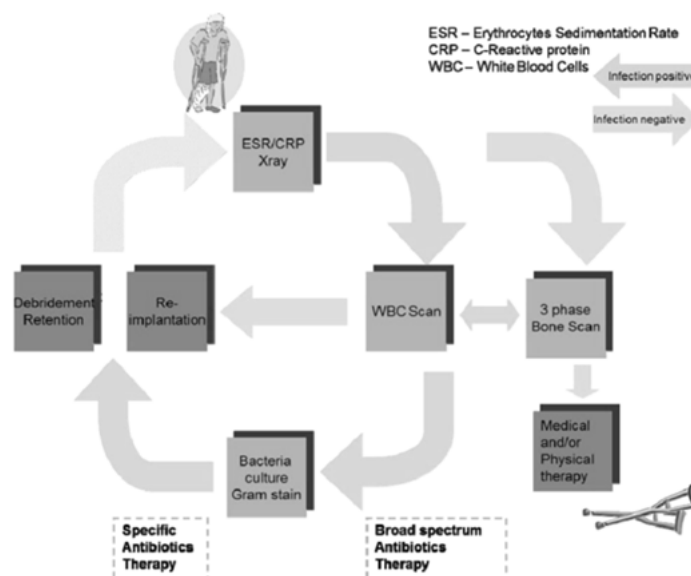 ESR – Erythrocytes Sedimentation Rate
CRP – C-Reactive protein
WBC – White Blood Cells
Infection positive
Infection negative
ESR/CRP
Xray
Debridement
Retention
Re-
implantation
WBC Scan
3 phase
Bone Scan
Bacteria
culture
Gram stain
Medical
and/or
Physical
therapy
Specific
Antibiotics
Therapy
Broad spectrum
Antibiotics
Therapy